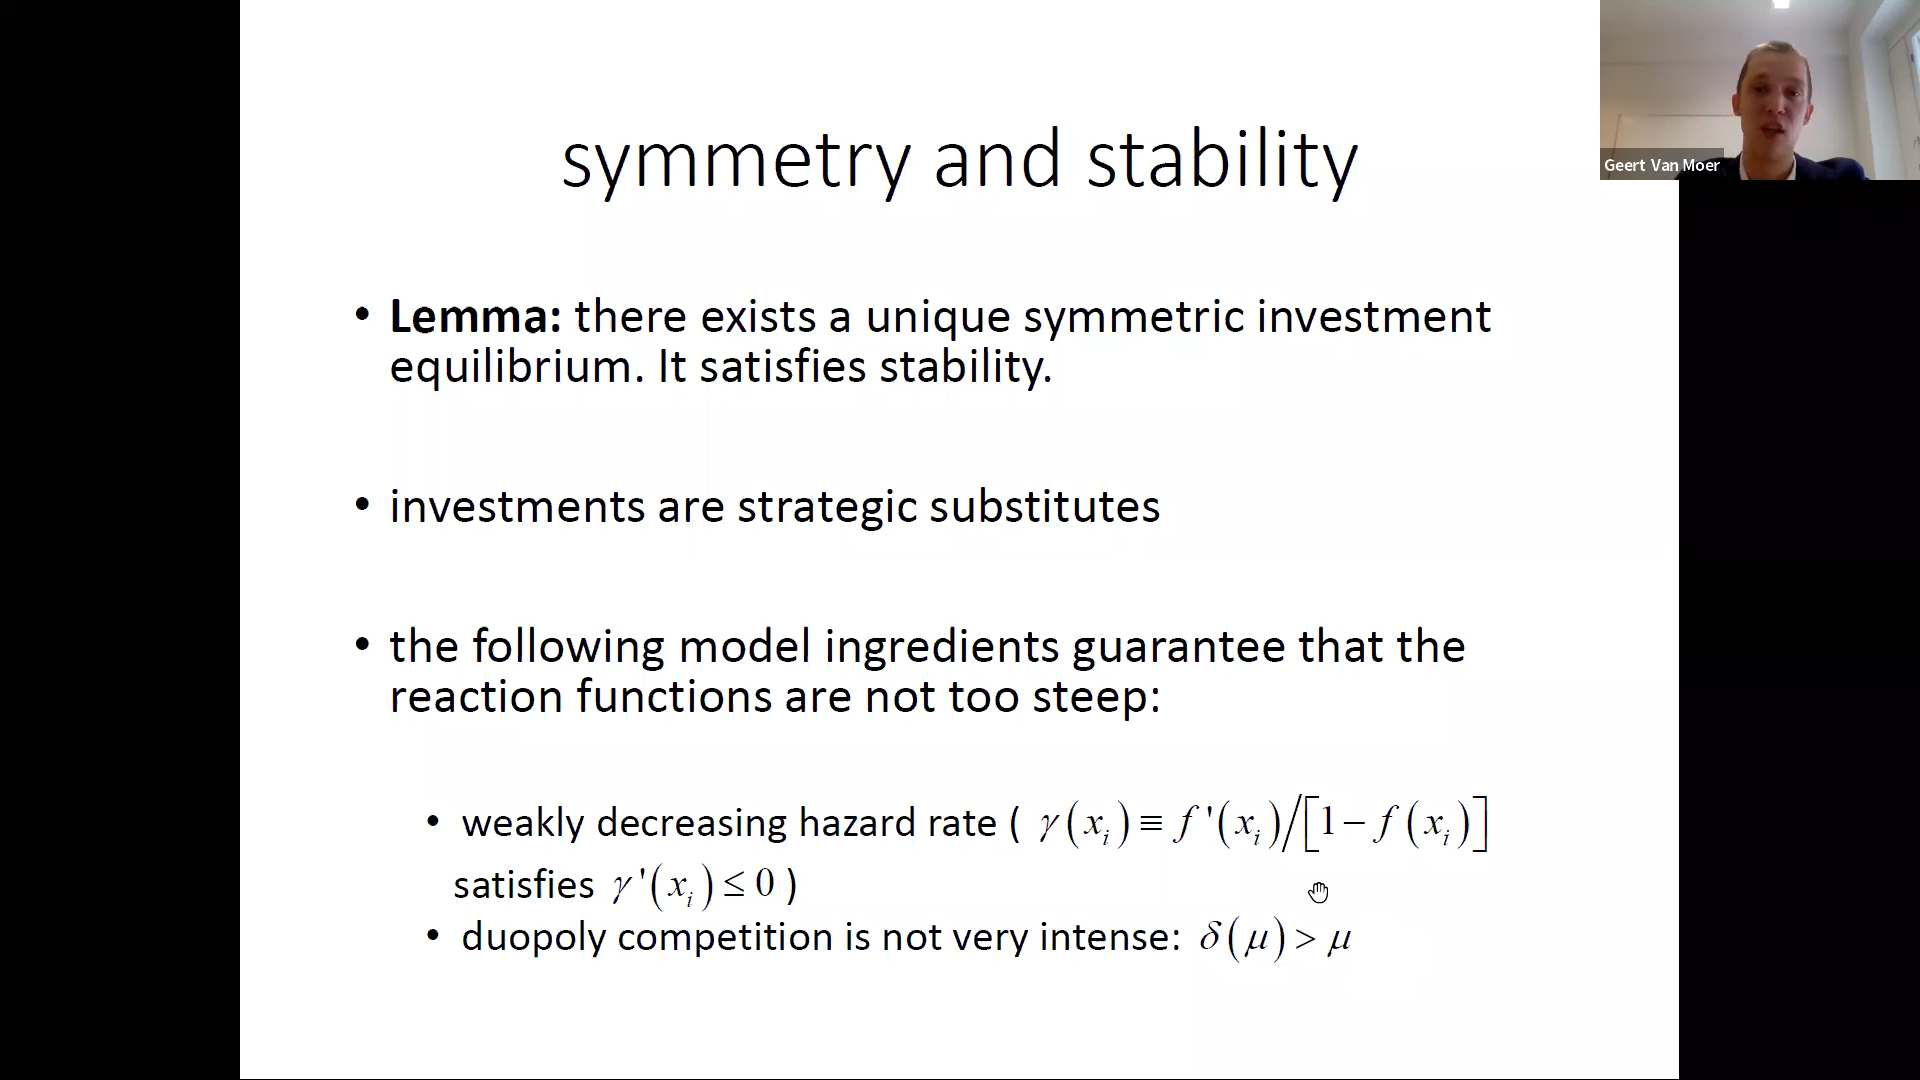 Geert Van Moer
symmetry and stability
• Lemma: there exists a unique symmetric investment
equilibrium. It satisfies stability.
• investments are strategic substitutes
• the following model ingredients guarantee that the
reaction functions are not too steep:
• weakly decreasing hazard rate ( γ(xᵢ) ≡ f '(xᵢ)/[1− f (xᵢ)]
satisfies γ '(xᵢ) ≤ 0 )
• duopoly competition is not very intense: δ(μ) > μ